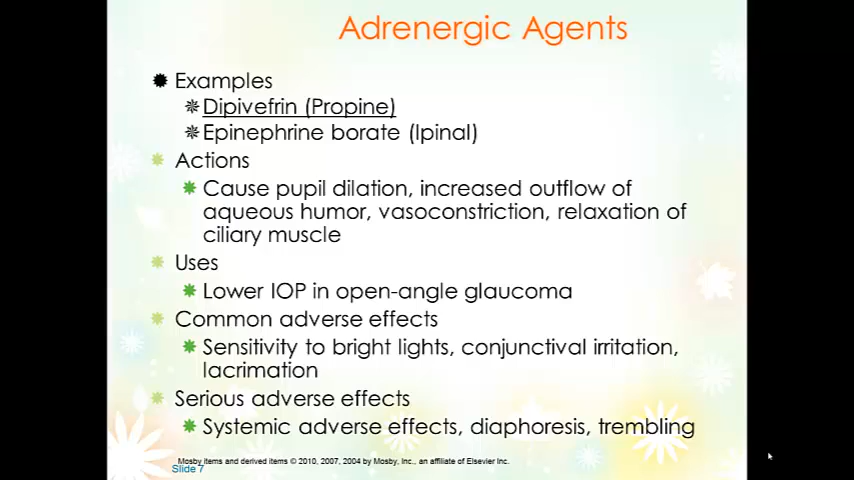 Adrenergic Agents
Examples
Dipivefrin (Propine)
Epinephrine borate (Ipinal)
Actions
Cause pupil dilation, increased outflow of
aqueous humor, vasoconstriction, relaxation of
ciliary muscle
Uses
Lower IOP in open-angle glaucoma
Common adverse effects
Sensitivity to bright lights, conjunctival irritation,
lacrimation
Serious adverse effects
Systemic adverse effects, diaphoresis, trembling
Mosby items and derived items © 2010, 2007, 2004 by Mosby, Inc., an affiliate of Elsevier Inc.
Slide 7